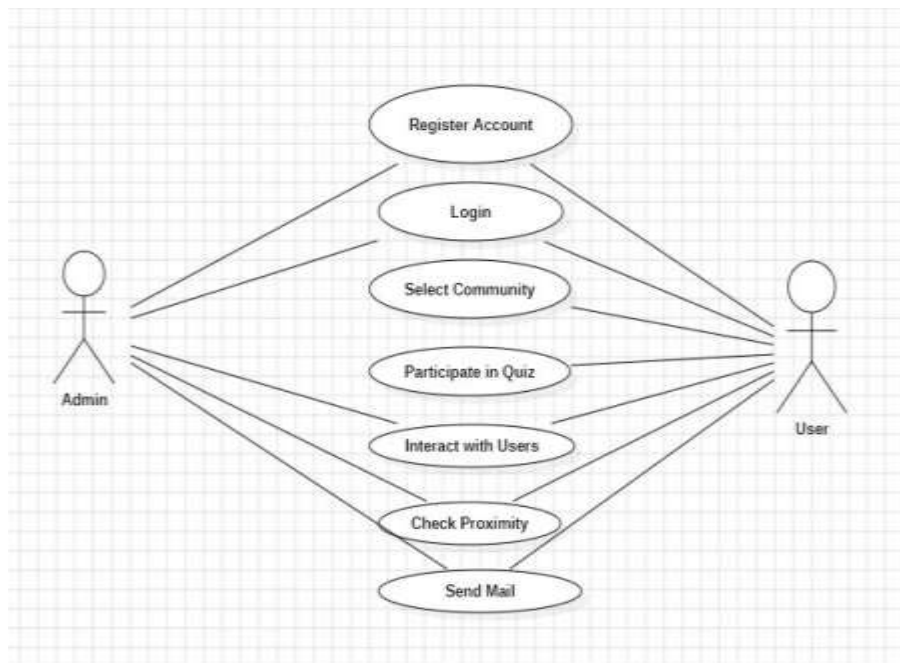 Register Account
Login
Select Community
Participate in Quiz
Admin
User
Interact with Users
Check Proximity
Send Mail